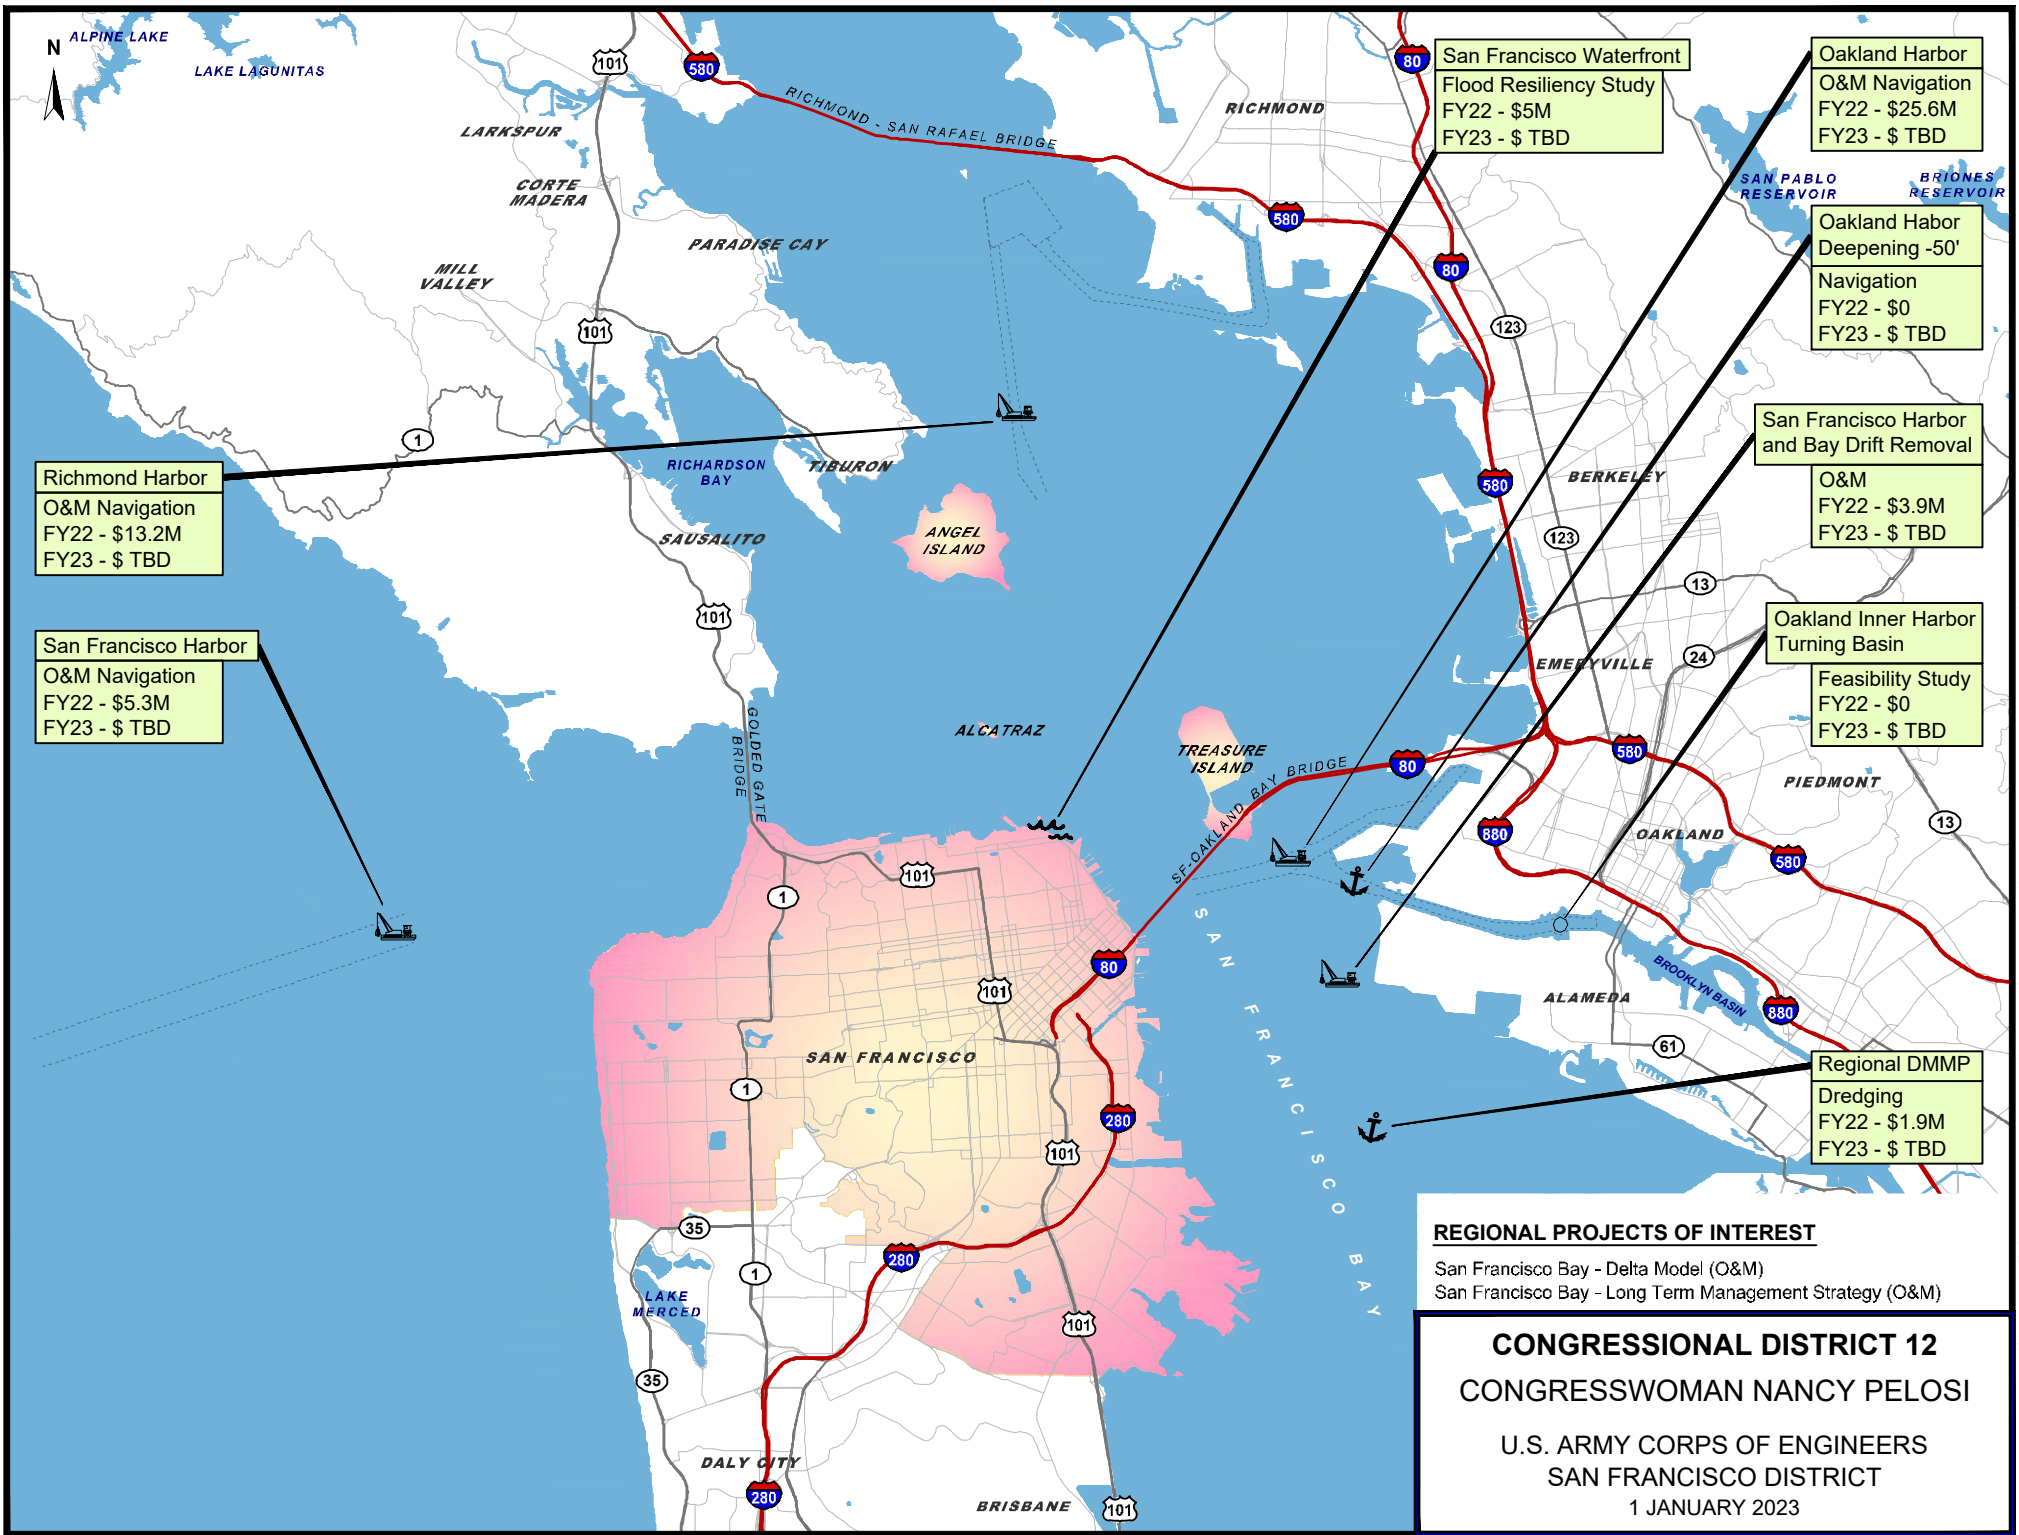 N
ALPINE LAKE
LAKE LAGUNITAS
101
580
RICHMOND - SAN RAFAEL BRIDGE
LARKSPUR
CORTE
MADERA
PARADISE CAY
MILL
VALLEY
101
1
RICHARDSON
BAY
TIBURON
SAUSALITO
101
ANGEL
ISLAND
RICHMOND
580
80
80
123
580
123
BERKELEY
13
24
EMERYVILLE
SAN PABLO
RESERVOIR
BRIONES
RESERVOIR
San Francisco Waterfront
Flood Resiliency Study
FY22 - $5M
FY23 - $ TBD
Oakland Harbor
O&M Navigation
FY22 - $25.6M
FY23 - $ TBD
Oakland Habor
Deepening -50'
Navigation
FY22 - $0
FY23 - $ TBD
San Francisco Harbor
and Bay Drift Removal
O&M
FY22 - $3.9M
FY23 - $ TBD
Oakland Inner Harbor
Turning Basin
Feasibility Study
FY22 - $0
FY23 - $ TBD
Richmond Harbor
O&M Navigation
FY22 - $13.2M
FY23 - $ TBD
San Francisco Harbor
O&M Navigation
FY22 - $5.3M
FY23 - $ TBD
GOLDED GATE
BRIDGE
ALCATRAZ
TREASURE
ISLAND
SF-OAKLAND BAY BRIDGE
80
580
PIEDMONT
880
OAKLAND
13
580
101
1
80
101
SAN FRANCISCO
1
280
101
SAN FRANCISCO BAY
BROOKLYN BASIN
ALAMEDA
880
61
Regional DMMP
Dredging
FY22 - $1.9M
FY23 - $ TBD
35
280
1
LAKE
MERCED
101
35
DALY CITY
280
BRISBANE
101
REGIONAL PROJECTS OF INTEREST
San Francisco Bay - Delta Model (O&M)
San Francisco Bay - Long Term Management Strategy (O&M)
CONGRESSIONAL DISTRICT 12
CONGRESSWOMAN NANCY PELOSI
U.S. ARMY CORPS OF ENGINEERS
SAN FRANCISCO DISTRICT
1 JANUARY 2023